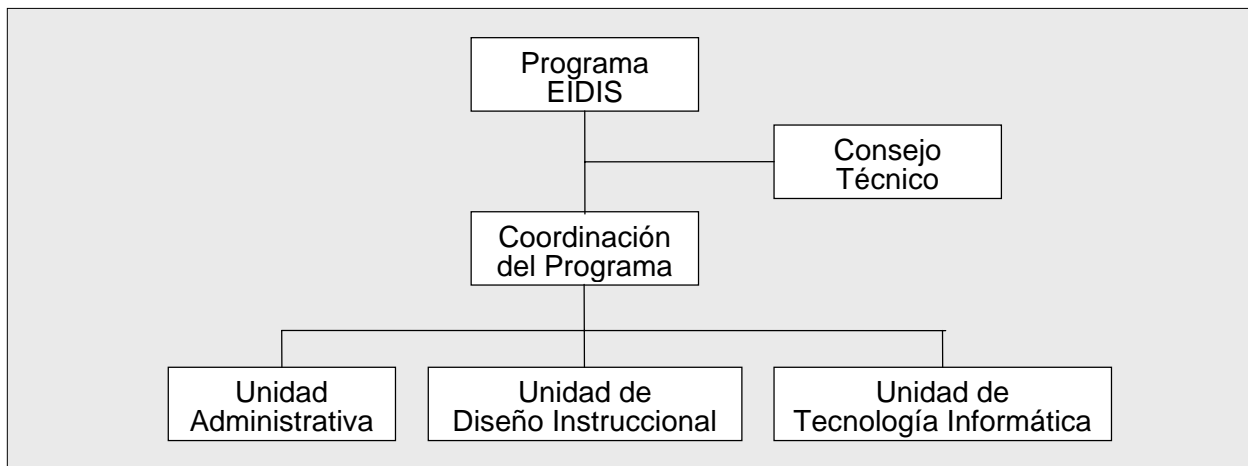 Programa
EIDIS
Consejo
Técnico
Coordinación
del Programa
Unidad
Administrativa
Unidad de
Diseño Instruccional
Unidad de
Tecnología Informática